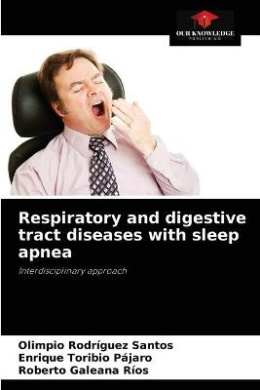 OUR KNOWLEDGE
PUBLISHING
Respiratory and digestive
tract diseases with sleep
apnea
Interdisciplinary approach
Olimpio Rodríguez Santos
Enrique Toribio Pájaro
Roberto Galeana Ríos